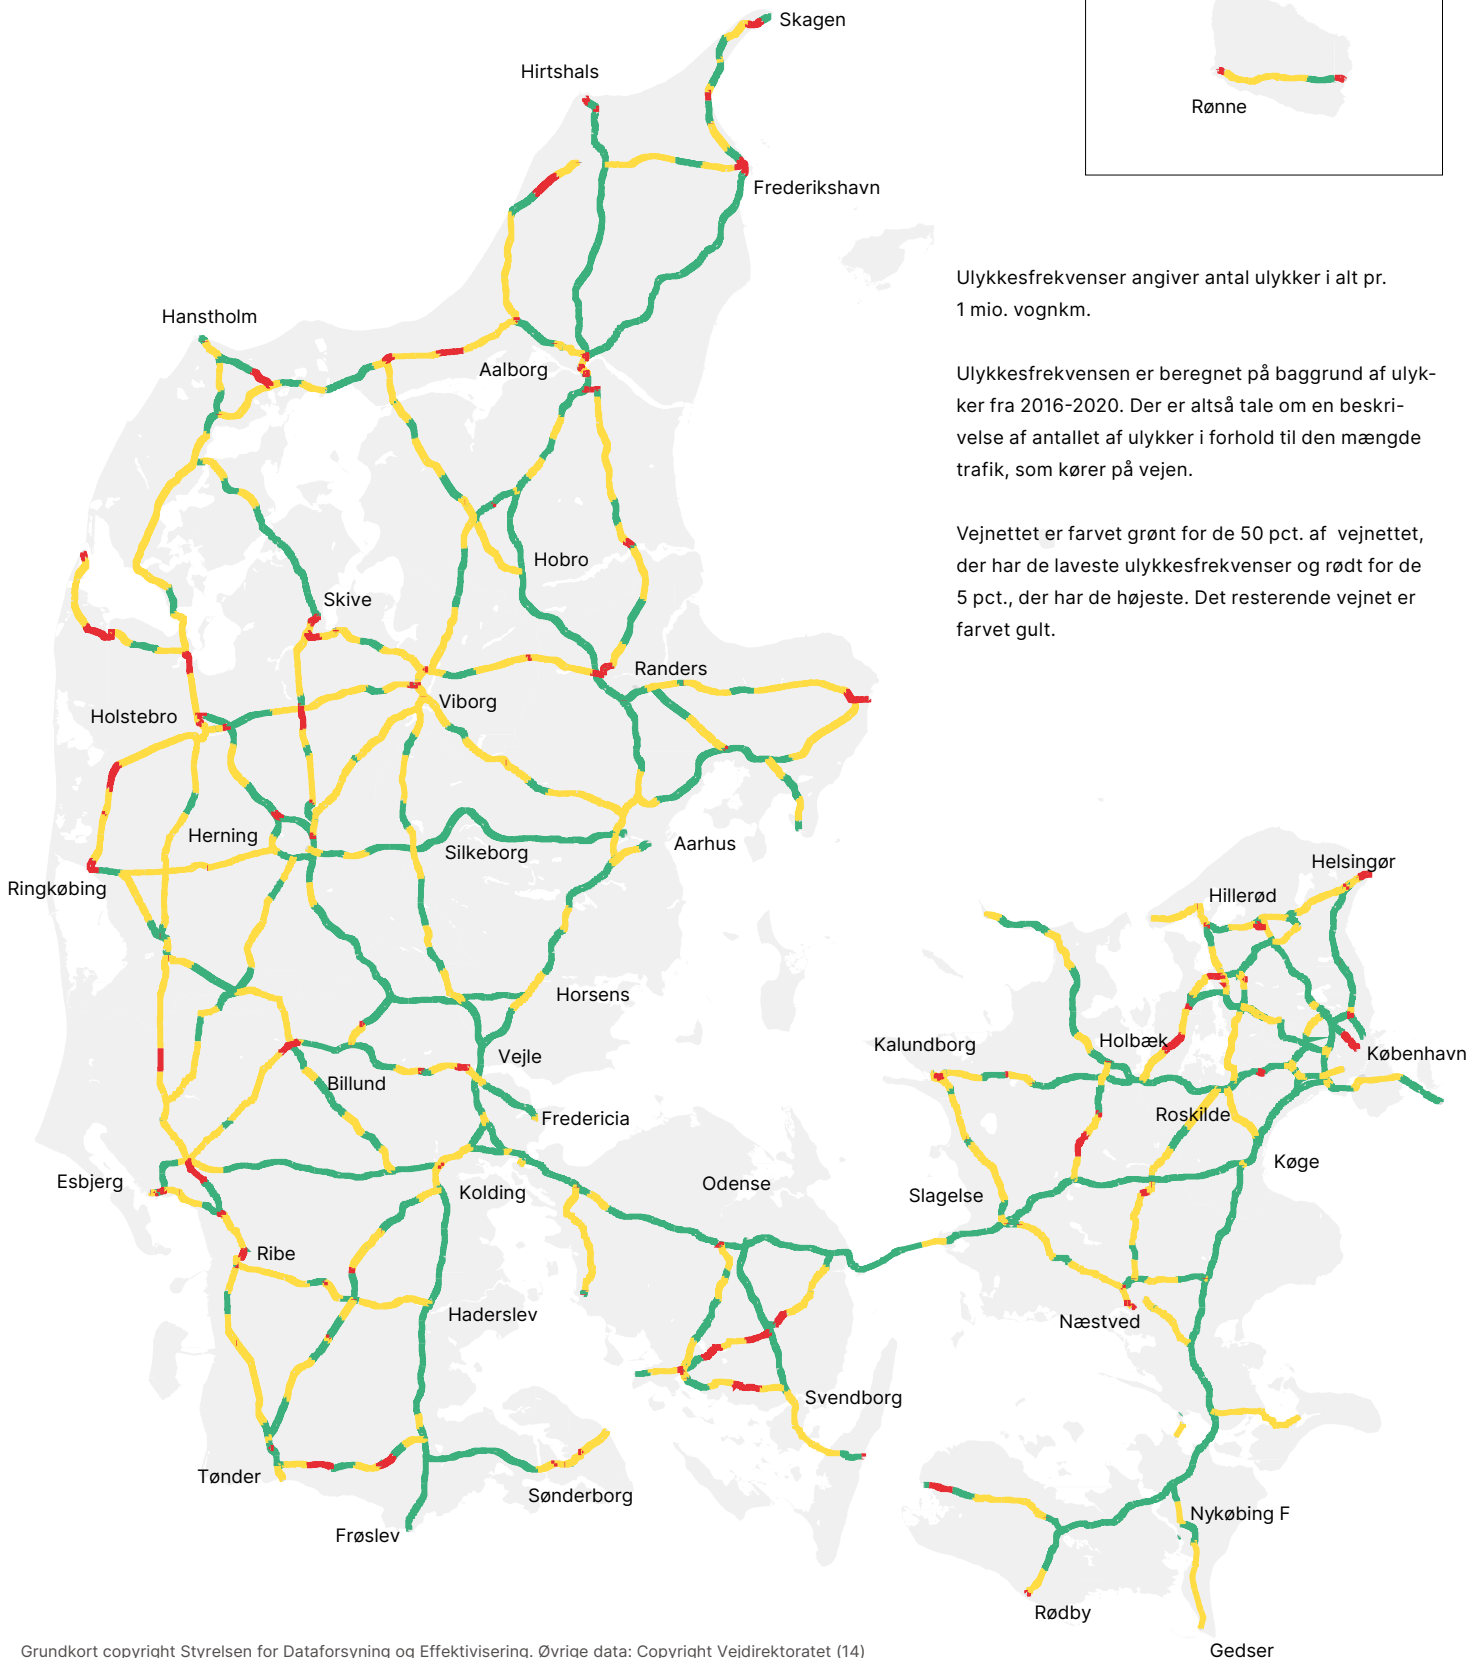 Skagen
Hirtshals
Rønne
Frederikshavn
Ulykkesfrekvenser angiver antal ulykker i alt pr.
1 mio. vognkm.
Hanstholm
Aalborg
Ulykkesfrekvensen er beregnet på baggrund af ulyk-
ker fra 2016-2020. Der er altså tale om en beskri-
velse af antallet af ulykker i forhold til den mængde
trafik, som kører på vejen.
Vejnettet er farvet grønt for de 50 pct. af vejnettet,
der har de laveste ulykkesfrekvenser og rødt for de
5 pct., der har de højeste. Det resterende vejnet er
farvet gult.
Hobro
Skive
Randers
Viborg
Holstebro
Herning
Silkeborg
Aarhus
Ringkøbing
Helsingør
Hillerød
Horsens
Vejle
Billund
Kalundborg
Holbæk
København
Fredericia
Roskilde
Esbjerg
Kolding
Odense
Slagelse
Køge
Ribe
Haderslev
Næstved
Svendborg
Tønder
Sønderborg
Frøslev
Nykøbing F
Rødby
Gedser
Grundkort copyright Styrelsen for Dataforsyning og Effektivisering. Øvrige data: Copyright Vejdirektoratet (14)